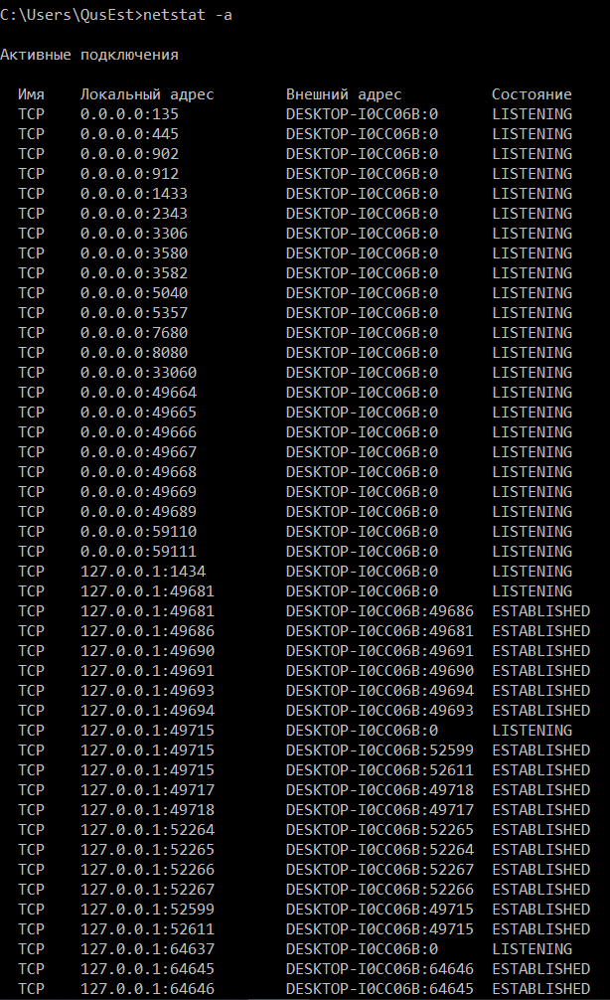 C:\Users\QusEst>netstat -a
Активные подключения
Имя Локальный адрес Внешний адрес Состояние
TCP 0.0.0.0:135 DESKTOP-I0CC06B:0 LISTENING
TCP 0.0.0.0:445 DESKTOP-I0CC06B:0 LISTENING
TCP 0.0.0.0:902 DESKTOP-I0CC06B:0 LISTENING
TCP 0.0.0.0:912 DESKTOP-I0CC06B:0 LISTENING
TCP 0.0.0.0:1433 DESKTOP-I0CC06B:0 LISTENING
TCP 0.0.0.0:2343 DESKTOP-I0CC06B:0 LISTENING
TCP 0.0.0.0:3306 DESKTOP-I0CC06B:0 LISTENING
TCP 0.0.0.0:3580 DESKTOP-I0CC06B:0 LISTENING
TCP 0.0.0.0:3582 DESKTOP-I0CC06B:0 LISTENING
TCP 0.0.0.0:5040 DESKTOP-I0CC06B:0 LISTENING
TCP 0.0.0.0:5357 DESKTOP-I0CC06B:0 LISTENING
TCP 0.0.0.0:7680 DESKTOP-I0CC06B:0 LISTENING
TCP 0.0.0.0:8080 DESKTOP-I0CC06B:0 LISTENING
TCP 0.0.0.0:33060 DESKTOP-I0CC06B:0 LISTENING
TCP 0.0.0.0:49664 DESKTOP-I0CC06B:0 LISTENING
TCP 0.0.0.0:49665 DESKTOP-I0CC06B:0 LISTENING
TCP 0.0.0.0:49666 DESKTOP-I0CC06B:0 LISTENING
TCP 0.0.0.0:49667 DESKTOP-I0CC06B:0 LISTENING
TCP 0.0.0.0:49668 DESKTOP-I0CC06B:0 LISTENING
TCP 0.0.0.0:49669 DESKTOP-I0CC06B:0 LISTENING
TCP 0.0.0.0:49689 DESKTOP-I0CC06B:0 LISTENING
TCP 0.0.0.0:59110 DESKTOP-I0CC06B:0 LISTENING
TCP 0.0.0.0:59111 DESKTOP-I0CC06B:0 LISTENING
TCP 127.0.0.1:1434 DESKTOP-I0CC06B:0 LISTENING
TCP 127.0.0.1:49681 DESKTOP-I0CC06B:0 LISTENING
TCP 127.0.0.1:49681 DESKTOP-I0CC06B:49686 ESTABLISHED
TCP 127.0.0.1:49686 DESKTOP-I0CC06B:49681 ESTABLISHED
TCP 127.0.0.1:49690 DESKTOP-I0CC06B:49691 ESTABLISHED
TCP 127.0.0.1:49691 DESKTOP-I0CC06B:49690 ESTABLISHED
TCP 127.0.0.1:49693 DESKTOP-I0CC06B:49694 ESTABLISHED
TCP 127.0.0.1:49694 DESKTOP-I0CC06B:49693 ESTABLISHED
TCP 127.0.0.1:49715 DESKTOP-I0CC06B:0 LISTENING
TCP 127.0.0.1:49715 DESKTOP-I0CC06B:52599 ESTABLISHED
TCP 127.0.0.1:49715 DESKTOP-I0CC06B:52611 ESTABLISHED
TCP 127.0.0.1:49717 DESKTOP-I0CC06B:49718 ESTABLISHED
TCP 127.0.0.1:49718 DESKTOP-I0CC06B:49717 ESTABLISHED
TCP 127.0.0.1:52264 DESKTOP-I0CC06B:52265 ESTABLISHED
TCP 127.0.0.1:52265 DESKTOP-I0CC06B:52264 ESTABLISHED
TCP 127.0.0.1:52266 DESKTOP-I0CC06B:52267 ESTABLISHED
TCP 127.0.0.1:52267 DESKTOP-I0CC06B:52266 ESTABLISHED
TCP 127.0.0.1:52599 DESKTOP-I0CC06B:49715 ESTABLISHED
TCP 127.0.0.1:52611 DESKTOP-I0CC06B:49715 ESTABLISHED
TCP 127.0.0.1:64637 DESKTOP-I0CC06B:0 LISTENING
TCP 127.0.0.1:64645 DESKTOP-I0CC06B:64646 ESTABLISHED
TCP 127.0.0.1:64646 DESKTOP-I0CC06B:64645 ESTABLISHED